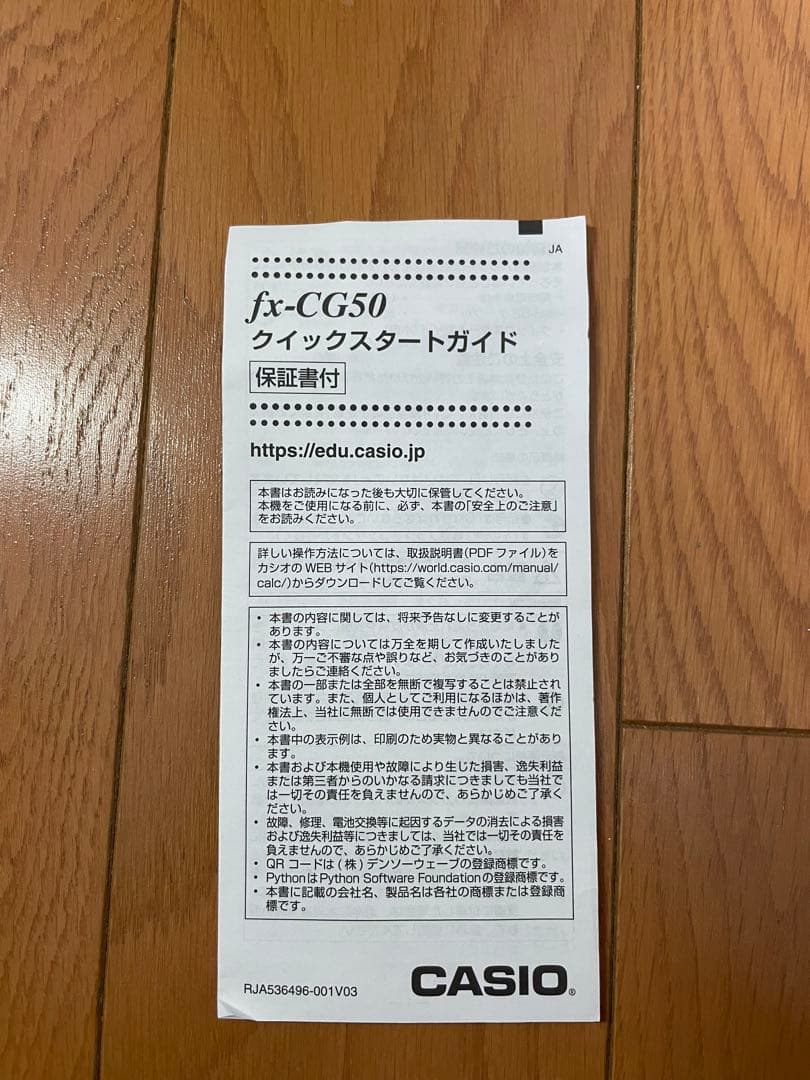 JA
fx-CG50
クイックスタートガイド
保証書付
https://edu.casio.jp
本書はお読みになった後も大切に保管してください。
本機をご使用になる前に、必ず、本書の「安全上のご注意」
をお読みください。
詳しい操作方法については、取扱説明書(PDF ファイル)を
カシオの WEB サイト(https://world.casio.com/manual/
calc/)からダウンロードしてご覧ください。
• 本書の内容に関しては、将来予告なしに変更することが
あります。
• 本書の内容については万全を期して作成いたしました
が、万一ご不審な点や誤りなど、お気づきのことがあり
ましたらご連絡ください。
• 本書の一部または全部を無断で複写することは禁止され
ています。また、個人としてご利用になるほかは、著作
権法上、当社に無断では使用できませんのでご注意くだ
さい。
• 本書中の表示例は、印刷のため実物と異なることがあり
ます。
• 本書および本機使用や故障により生じた損害、逸失利益
または第三者からのいかなる請求につきましても当社で
は一切その責任を負えませんので、あらかじめご了承く
ださい。
• 故障、修理、電池交換等に起因するデータの消去による損害
および逸失利益等につきましては、当社では一切その責任を
負えませんので、あらかじめご了承ください。
• QR コードは (株) デンソーウェーブの登録商標です。
• PythonはPython Software Foundationの登録商標です。
• 本書に記載の会社名、製品名は各社の商標または登録商
標です。
RJA536496-001V03
CASIO®